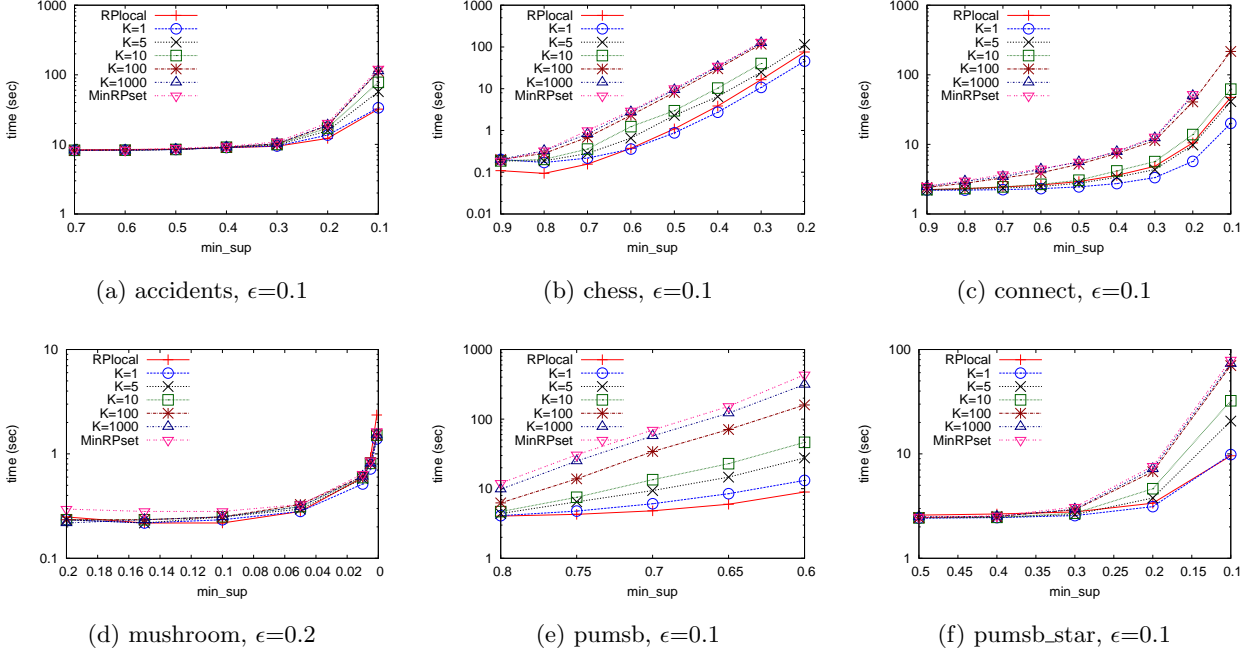 1000
100
10
1
time (sec)
RPlocal
K=1
K=5
K=10
K=100
K=1000
MinRPset
0.7 0.6 0.5 0.4 0.3 0.2 0.1
min_sup
(a) accidents, ϵ=0.1
1000
100
10
1
0.1
0.01
time (sec)
RPlocal
K=1
K=5
K=10
K=100
K=1000
MinRPset
0.9 0.8 0.7 0.6 0.5 0.4 0.3 0.2
min_sup
(b) chess, ϵ=0.1
1000
100
10
1
time (sec)
RPlocal
K=1
K=5
K=10
K=100
K=1000
MinRPset
0.9 0.8 0.7 0.6 0.5 0.4 0.3 0.2 0.1
min_sup
(c) connect, ϵ=0.1
10
1
0.1
time (sec)
RPlocal
K=1
K=5
K=10
K=100
K=1000
MinRPset
0.2 0.18 0.16 0.14 0.12 0.1 0.08 0.06 0.04 0.02 0
min_sup
(d) mushroom, ϵ=0.2
1000
100
10
1
time (sec)
RPlocal
K=1
K=5
K=10
K=100
K=1000
MinRPset
0.8 0.75 0.7 0.65 0.6
min_sup
(e) pumsb, ϵ=0.1
100
10
1
time (sec)
RPlocal
K=1
K=5
K=10
K=100
K=1000
MinRPset
0.5 0.45 0.4 0.35 0.3 0.25 0.2 0.15 0.1
min_sup
(f) pumsb_star, ϵ=0.1